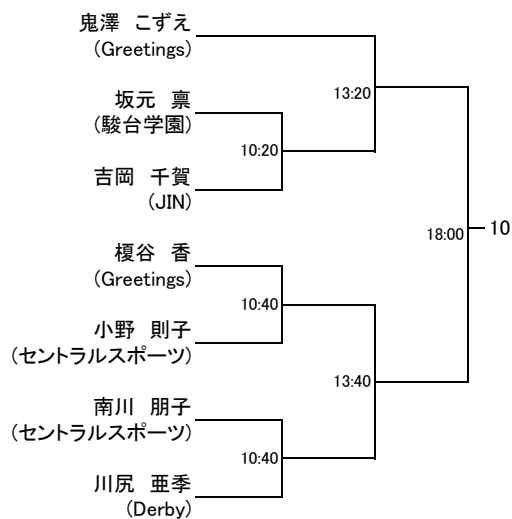 鬼澤　こずえ
(Greetings)
13:20
坂元　票
(駿台学園)
10:20
吉岡　千賀
(JIN)
18:00
10
榎谷　香
(Greetings)
10:40
小野　則子
(セントラルスポーツ)
13:40
南川　朋子
(セントラルスポーツ)
10:40
川尻　亜季
(Derby)